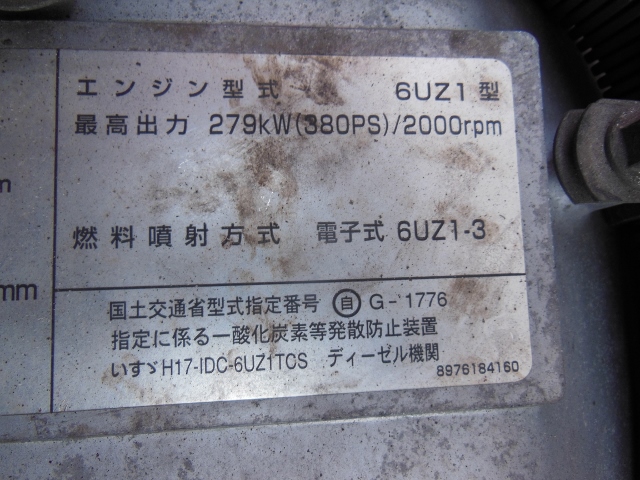 エンジン型式 6UZ1型
最高出力 279kW(380PS)/2000rpm
m
燃料噴射方式 電子式 6UZ1-3
mm
国土交通省型式指定番号 自 G-1776
指定に係る一酸化炭素等発散防止装置
いすゞH17-IDC-6UZ1TCS ディーゼル機関
8976184160